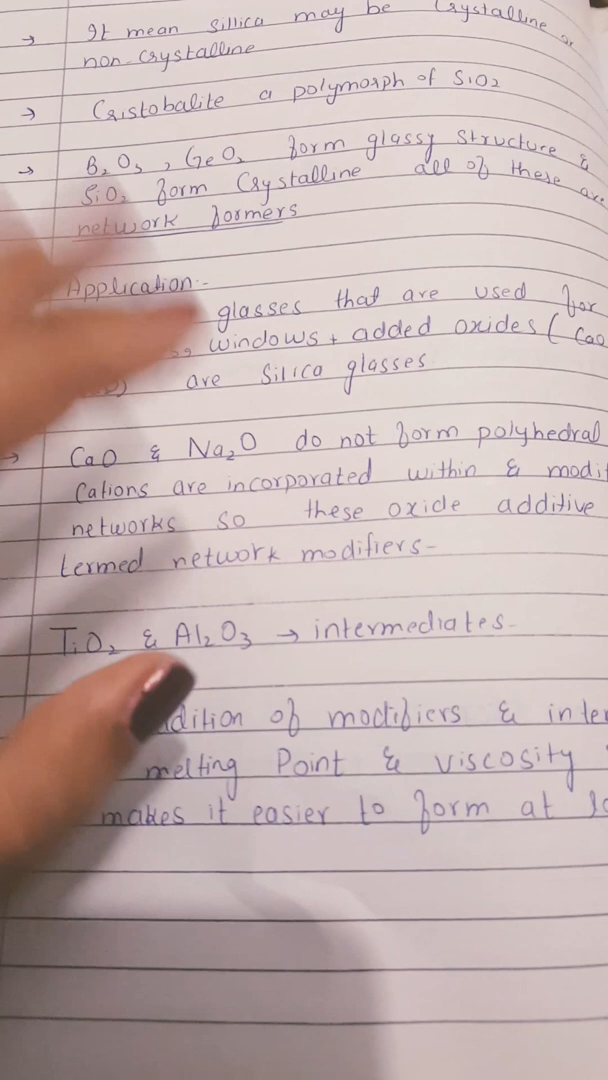 → It mean sillica may be Crystalline or
non-Crystalline
→ Cristobalite a polymorph of SiO2
→ B2O3, GeO2 form glassy structure &
SiO2 form Crystalline all of these are
network formers
Application:-
glasses that are used for
windows + added oxides (CaO
are silica glasses
→ CaO & Na2O do not form polyhedral
Cations are incorporated within & modif
networks so these oxide additive
termed network modifiers-
TiO2 & Al2O3 → intermediates-
dition of modifiers & inter
melting Point & viscosity
makes it easier to form at lo